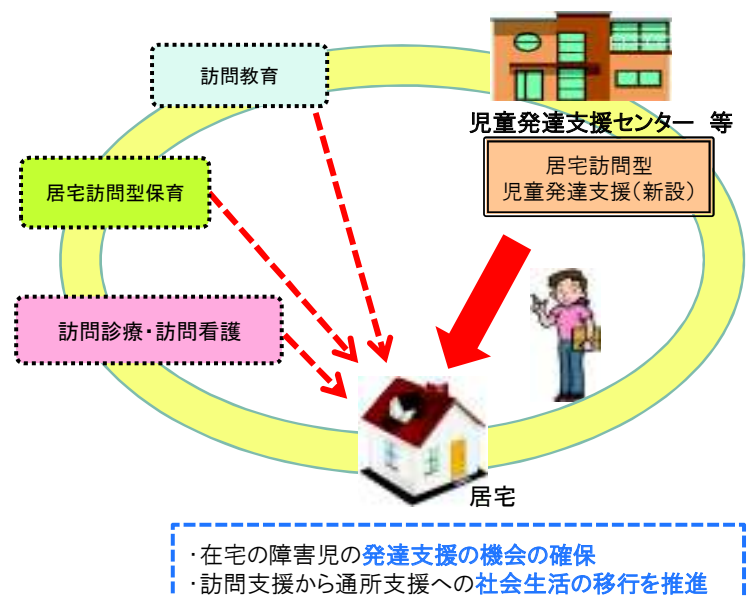 訪問教育
児童発達支援センター 等
居宅訪問型
児童発達支援(新設)
居宅訪問型保育
訪問診療・訪問看護
居宅
・在宅の障害児の発達支援の機会の確保
・訪問支援から通所支援への社会生活の移行を推進